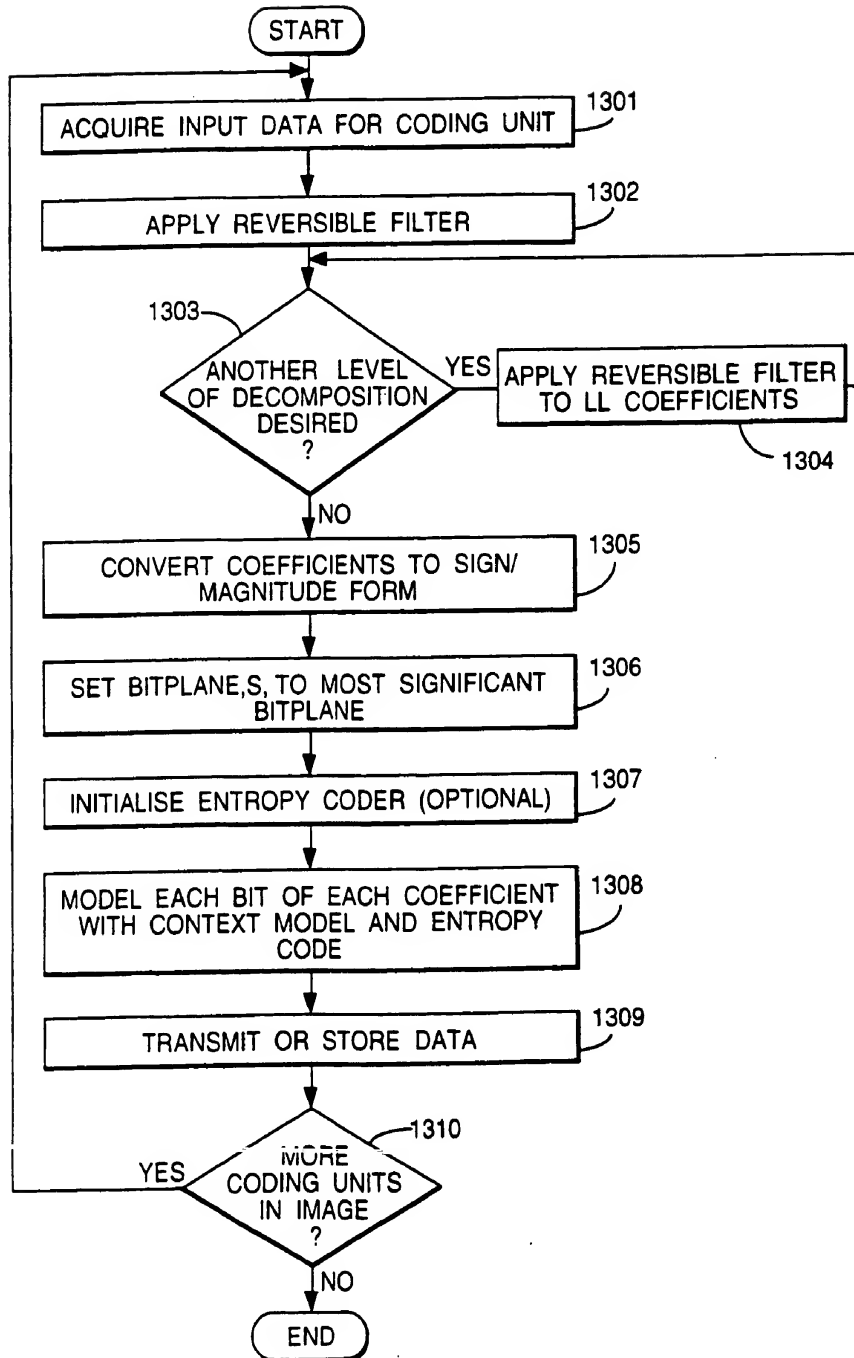 START
ACQUIRE INPUT DATA FOR CODING UNIT
1301
APPLY REVERSIBLE FILTER
1302
1303
ANOTHER LEVEL
OF DECOMPOSITION
DESIRED
?
YES
APPLY REVERSIBLE FILTER
TO LL COEFFICIENTS
1304
NO
CONVERT COEFFICIENTS TO SIGN/
MAGNITUDE FORM
1305
SET BITPLANE,S, TO MOST SIGNIFICANT
BITPLANE
1306
INITIALISE ENTROPY CODER (OPTIONAL)
1307
MODEL EACH BIT OF EACH COEFFICIENT
WITH CONTEXT MODEL AND ENTROPY
CODE
1308
TRANSMIT OR STORE DATA
1309
1310
YES
MORE
CODING UNITS
IN IMAGE
?
NO
END